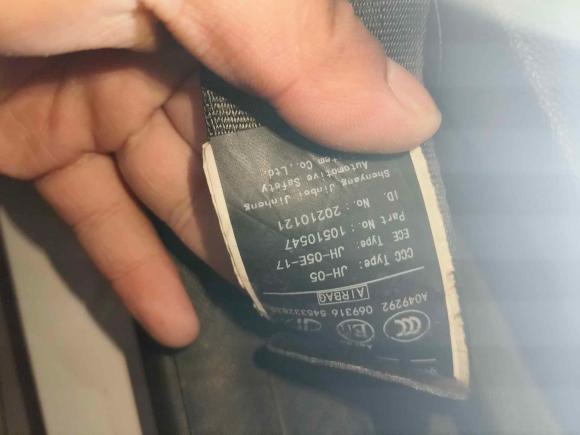 A049292 069316
AIRBAG
CCC Type: JH-05
ECE Type: JH-05E-17
Part No.: 10510547
ID. No.: 20210121
Shenyang Jinbei Jinheng
Automotive Safety
Co., Ltd.